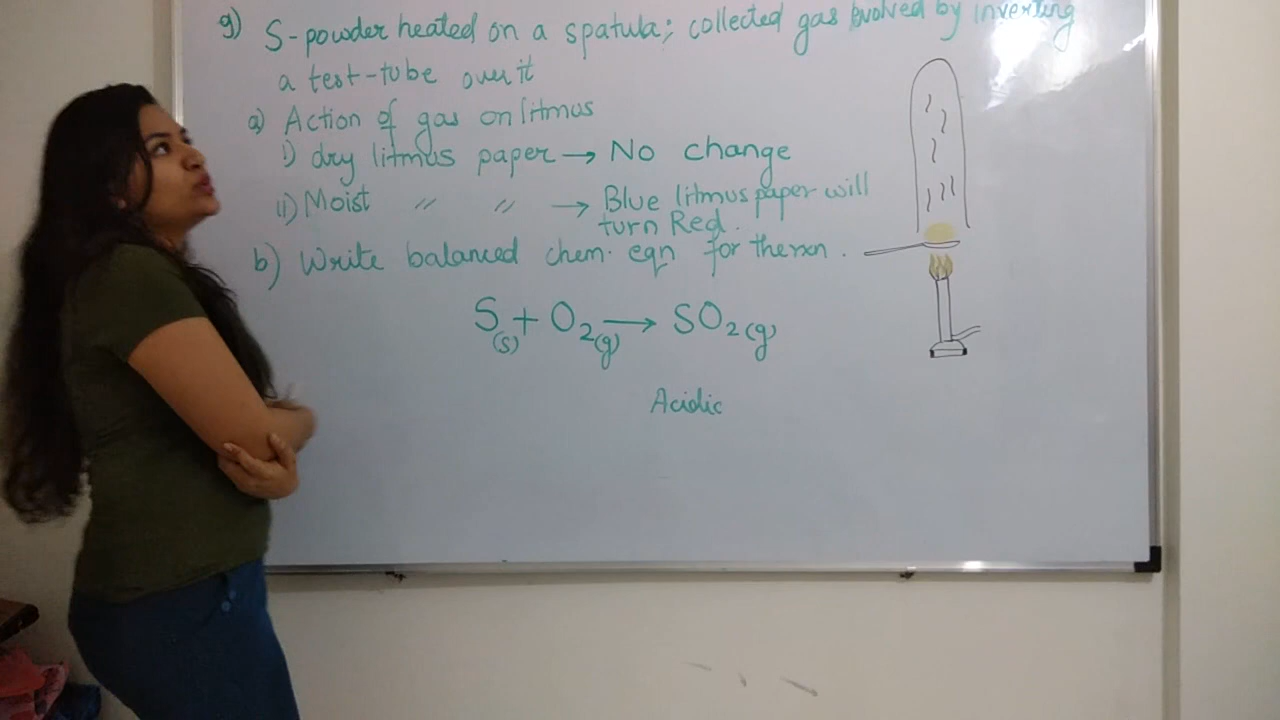 9) S-powder heated on a spatula; collected gas evolved by inverting
a test-tube over it
a) Action of gas on litmus
i) dry litmus paper → No change
ii) Moist " " → Blue litmus paper will
turn Red.
b) Write balanced chem. eqn for the rxn.
S(s) + O2(g) → SO2(g)
Acidic